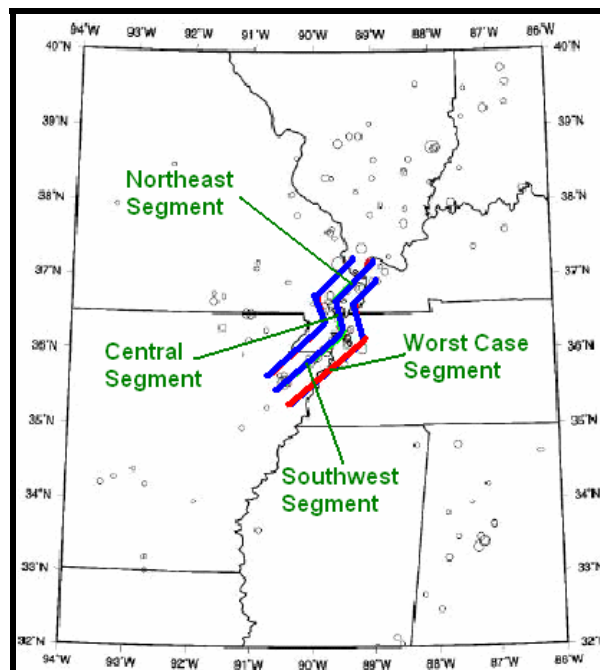 94°W 93°W 92°W 91°W 90°W 89°W 88°W 87°W 86°W
40°N 40°N
39°N 39°N
38°N 38°N
Northeast
Segment
37°N 37°N
36°N 36°N
Central
Segment
Worst Case
Segment
35°N 35°N
Southwest
Segment
34°N 34°N
33°N 33°N
32°N 32°N
94°W 93°W 92°W 91°W 90°W 89°W 88°W 87°W 86°W